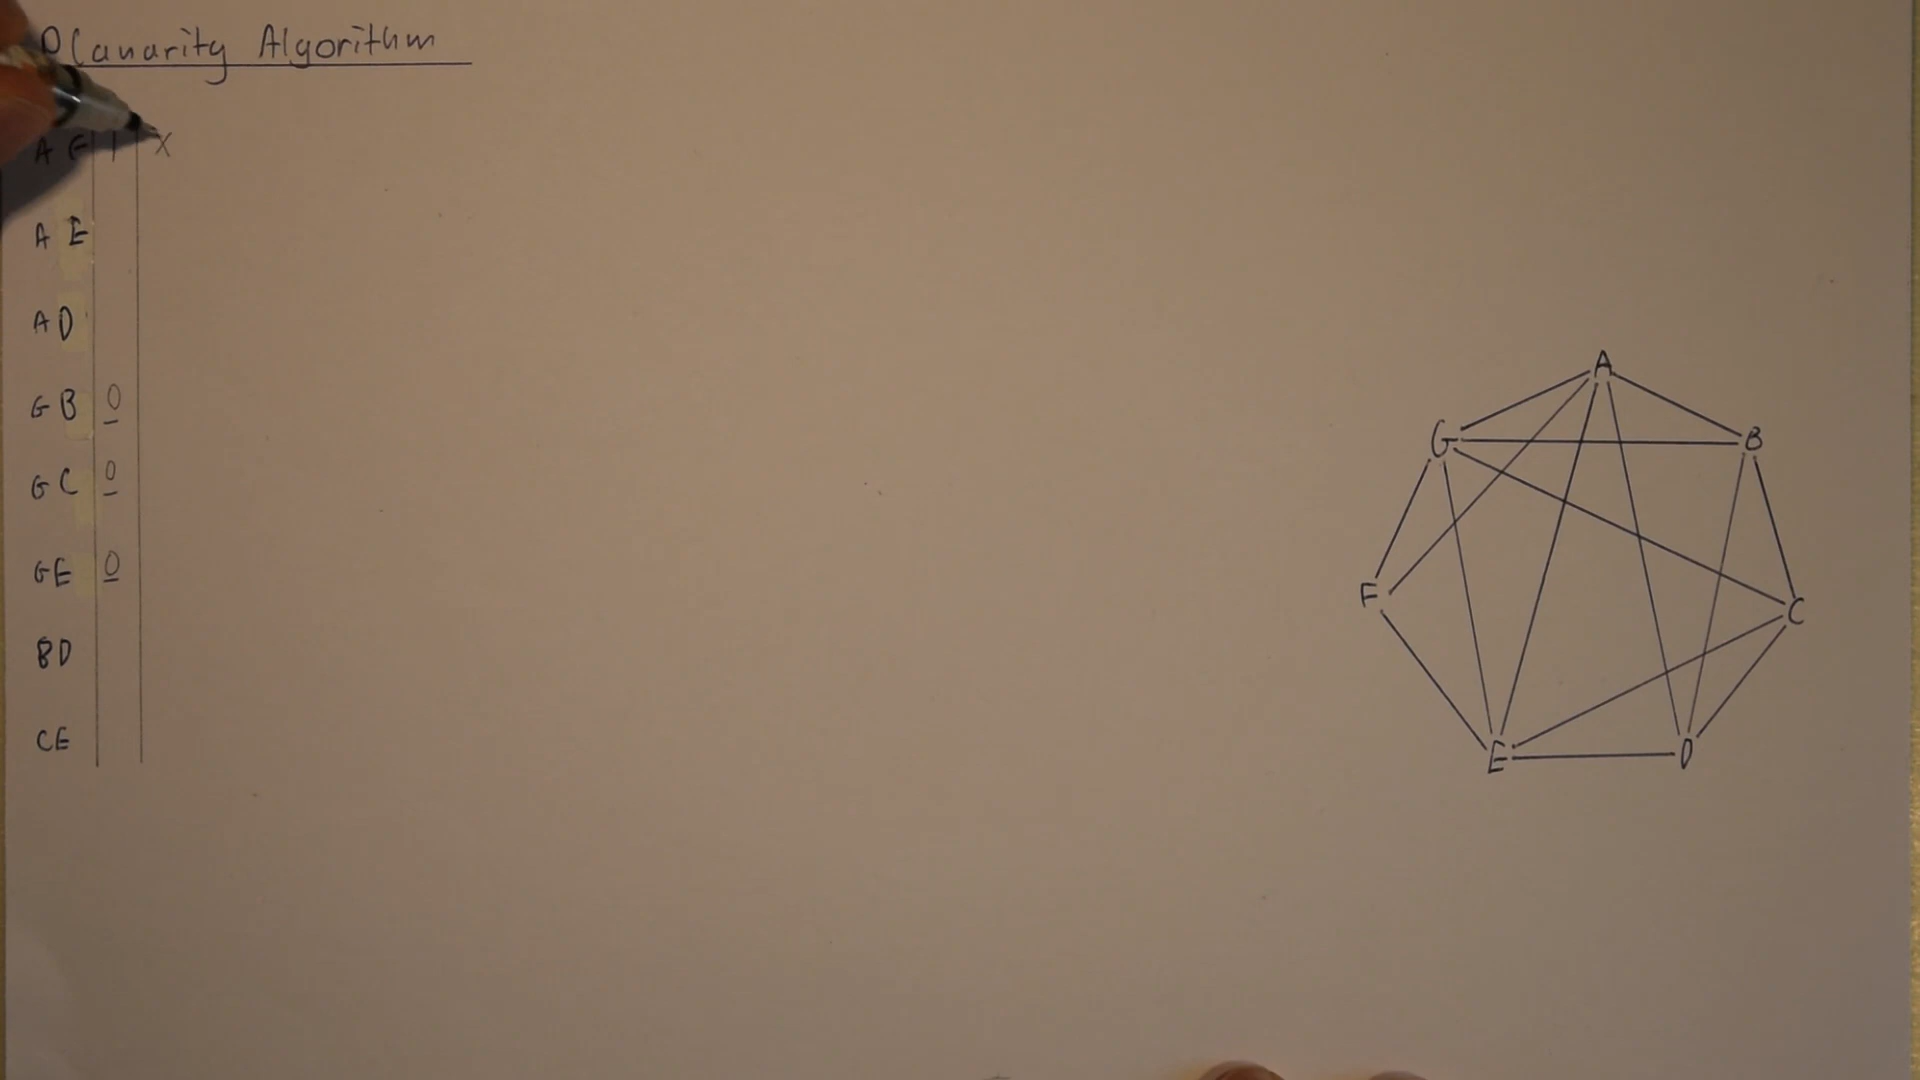 Planarity Algorithm
A F I X
A E
A D
G B 0
G C 0
G E 0
B D
C E
A
G B
F C
E D